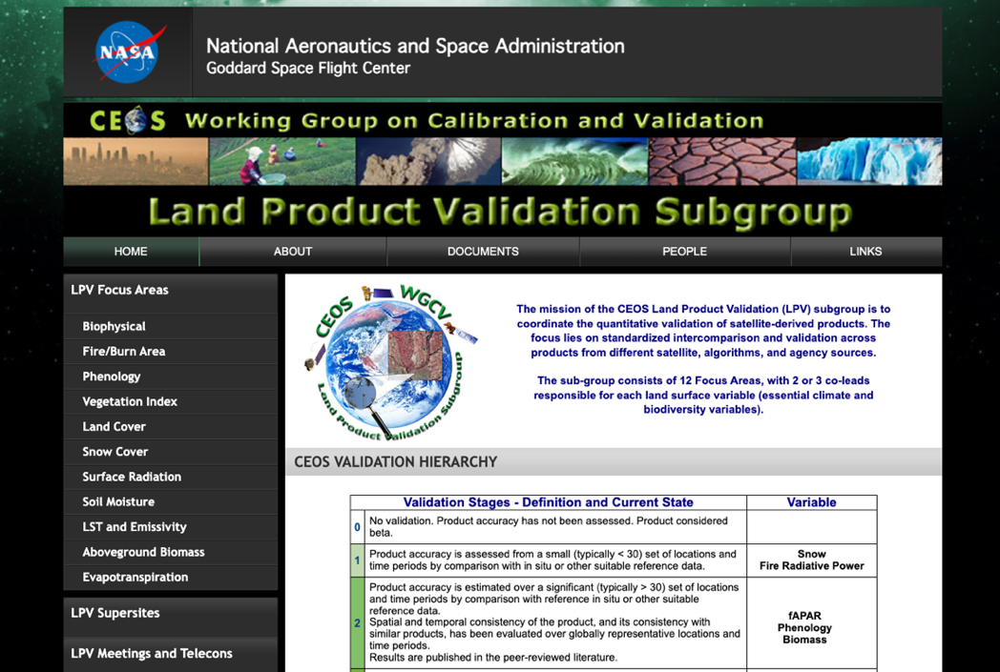 NASA
National Aeronautics and Space Administration
Goddard Space Flight Center
CEOS Working Group on Calibration and Validation
Land Product Validation Subgroup
HOME ABOUT DOCUMENTS PEOPLE LINKS
LPV Focus Areas
Biophysical
Fire/Burn Area
Phenology
Vegetation Index
Land Cover
Snow Cover
Surface Radiation
Soil Moisture
LST and Emissivity
Aboveground Biomass
Evapotranspiration
LPV Supersites
LPV Meetings and Telecons
CEOS WGCV
Land Product Validation Subgroup
The mission of the CEOS Land Product Validation (LPV) subgroup is to
coordinate the quantitative validation of satellite-derived products. The
focus lies on standardized intercomparison and validation across
products from different satellite, algorithms, and agency sources.
The sub-group consists of 12 Focus Areas, with 2 or 3 co-leads
responsible for each land surface variable (essential climate and
biodiversity variables).
CEOS VALIDATION HIERARCHY
Validation Stages - Definition and Current State Variable
0 No validation. Product accuracy has not been assessed. Product considered
beta.
1 Product accuracy is assessed from a small (typically < 30) set of locations and
time periods by comparison with in situ or other suitable reference data.
Snow
Fire Radiative Power
2 Product accuracy is estimated over a significant (typically > 30) set of locations
and time periods by comparison with reference in situ or other suitable
reference data.
Spatial and temporal consistency of the product, and its consistency with
similar products, has been evaluated over globally representative locations and
time periods.
Results are published in the peer-reviewed literature.
fAPAR
Phenology
Biomass